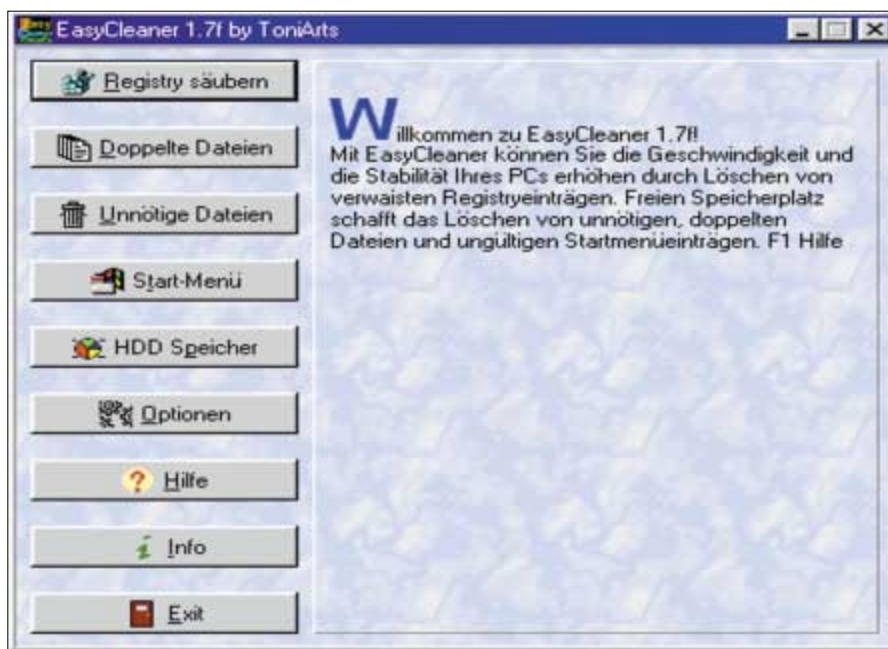 EasyCleaner 1.7f by ToniArts
Registry säubern
Doppelte Dateien
Unnötige Dateien
Start-Menü
HDD Speicher
Optionen
Hilfe
Info
Exit
Willkommen zu EasyCleaner 1.7f!
Mit EasyCleaner können Sie die Geschwindigkeit und
die Stabilität Ihres PCs erhöhen durch Löschen von
verwaisten Registryeinträgen. Freien Speicherplatz
schafft das Löschen von unnötigen, doppelten
Dateien und ungültigen Startmenüeinträgen. F1 Hilfe